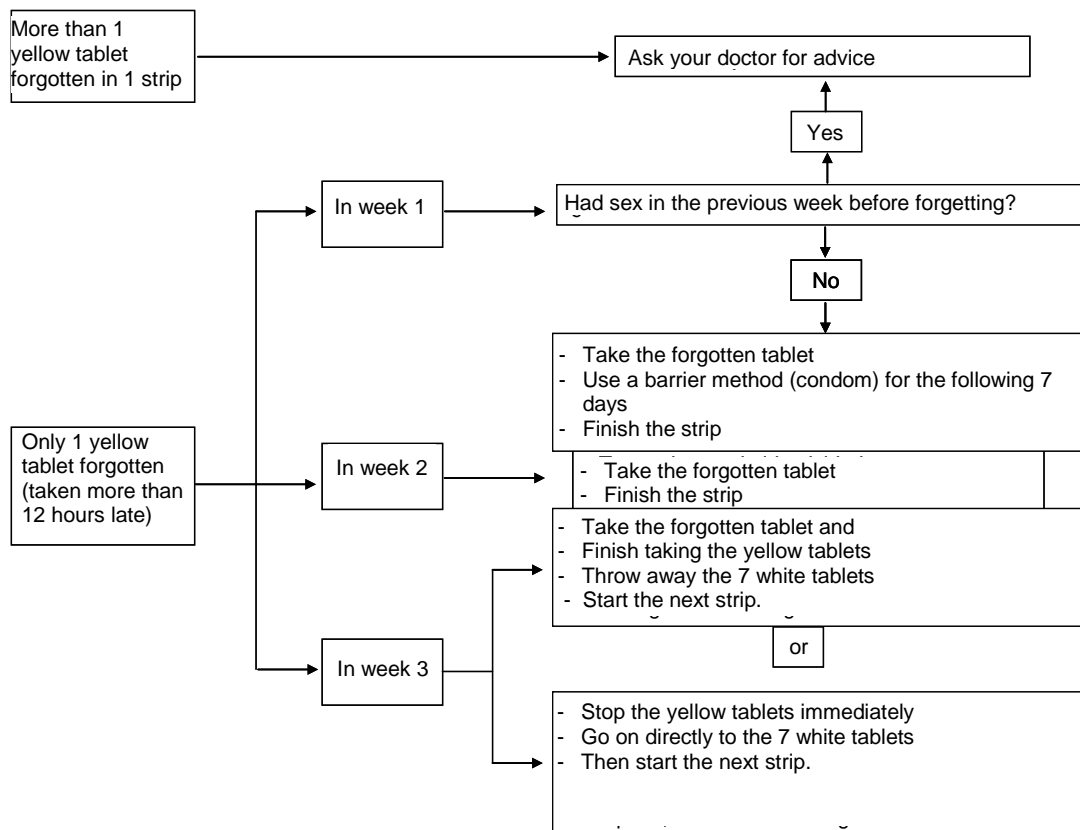 More than 1
yellow tablet
forgotten in 1 strip
Ask your doctor for advice
Yes
In week 1
Had sex in the previous week before forgetting?
No
- Take the forgotten tablet
- Use a barrier method (condom) for the following 7
days
- Finish the strip
Only 1 yellow
tablet forgotten
(taken more than
12 hours late)
In week 2
- Take the forgotten tablet
- Finish the strip
- Take the forgotten tablet and
- Finish taking the yellow tablets
- Throw away the 7 white tablets
- Start the next strip.
or
In week 3
- Stop the yellow tablets immediately
- Go on directly to the 7 white tablets
- Then start the next strip.